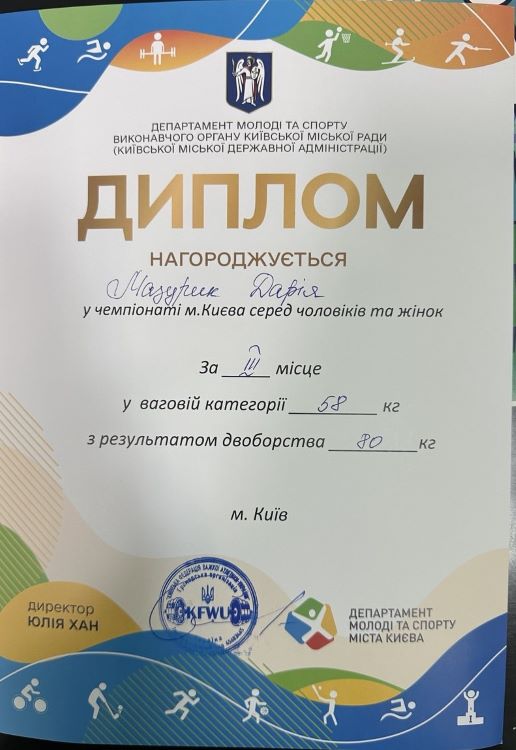 ДЕПАРТАМЕНТ МОЛОДІ ТА СПОРТУ
ВИКОНАВЧОГО ОРГАНУ КИЇВСЬКОЇ МІСЬКОЇ РАДИ
(КИЇВСЬКОЇ МІСЬКОЇ ДЕРЖАВНОЇ АДМІНІСТРАЦІЇ)
ДИПЛОМ
НАГОРОДЖУЄТЬСЯ
Мазурик Дарія
у чемпіонаті м.Києва серед чоловіків та жінок
За III місце
у ваговій категорії 58 кг
з результатом двоборства 80 кг
м. Київ
KFWU
директор
ЮЛІЯ ХАН
ДЕПАРТАМЕНТ
МОЛОДІ ТА СПОРТУ
МІСТА КИЄВА